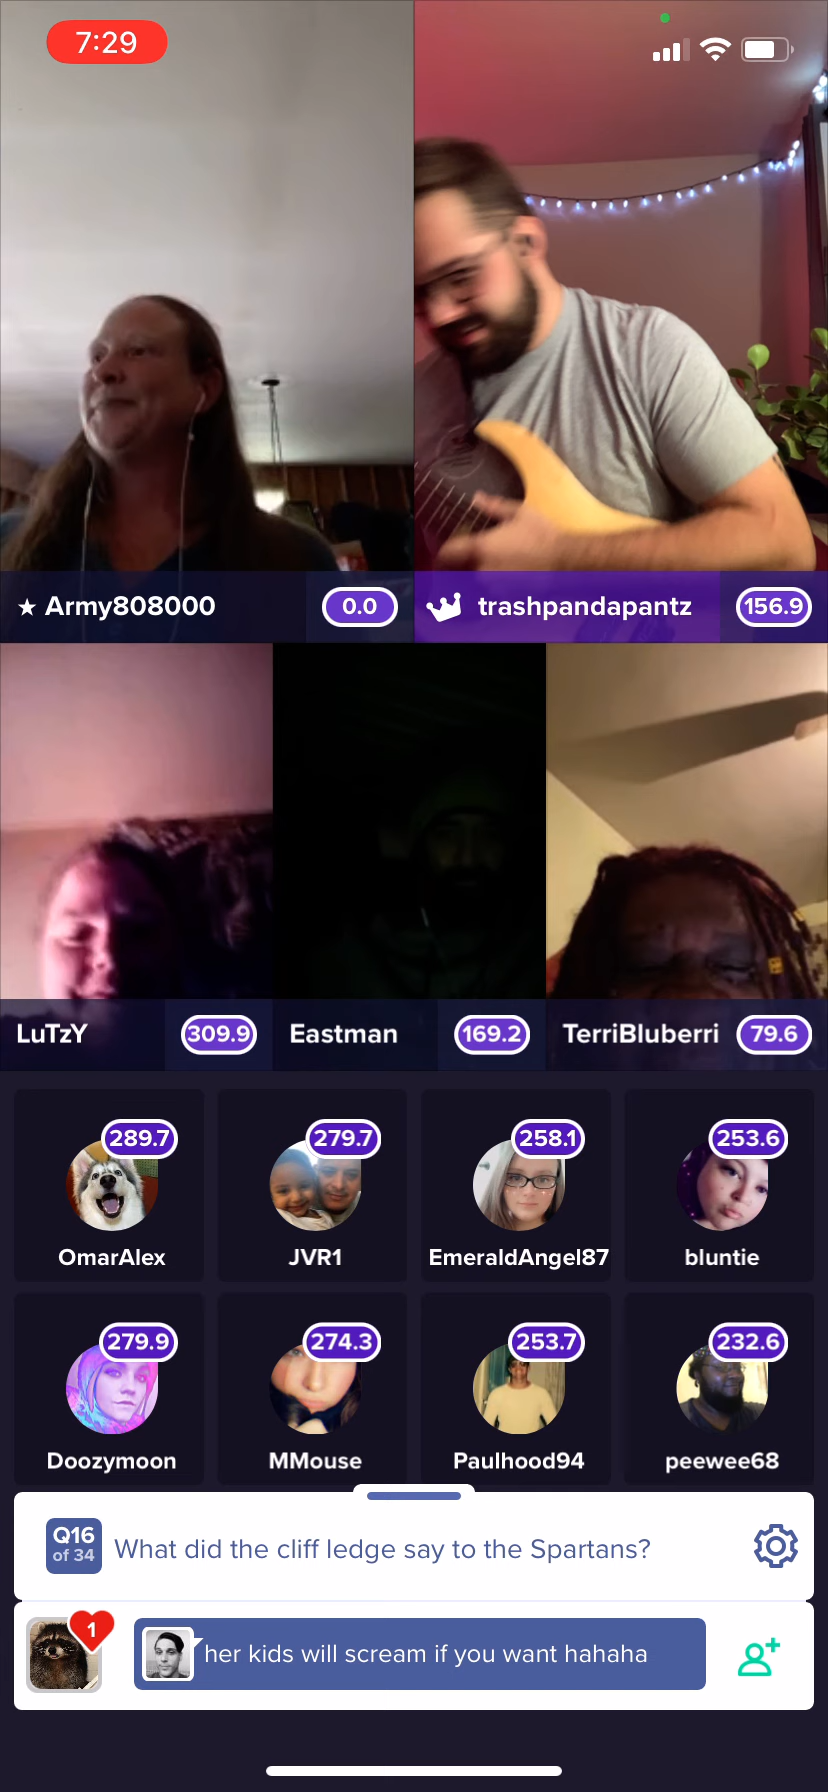 7:29
★ Army808000 0.0 trashpandapantz 156.9
LuTzY 309.9 Eastman 169.2 TerriBluberri 79.6
289.7 279.7 258.1 253.6
OmarAlex JVR1 EmeraldAngel87 bluntie
279.9 274.3 253.7 232.6
Doozymoon MMouse Paulhood94 peewee68
Q16
of 34
What did the cliff ledge say to the Spartans?
1
her kids will scream if you want hahaha